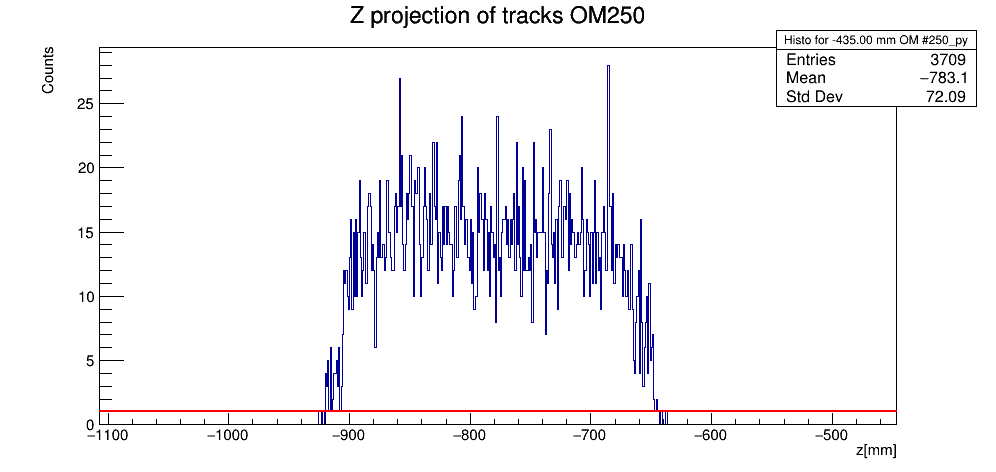 Z projection of tracks OM250
Histo for -435.00 mm OM #250_py
Entries 3709
Mean −783.1
Std Dev 72.09
Counts
25
20
15
10
5
0
−1100 −1000 −900 −800 −700 −600 −500
z[mm]